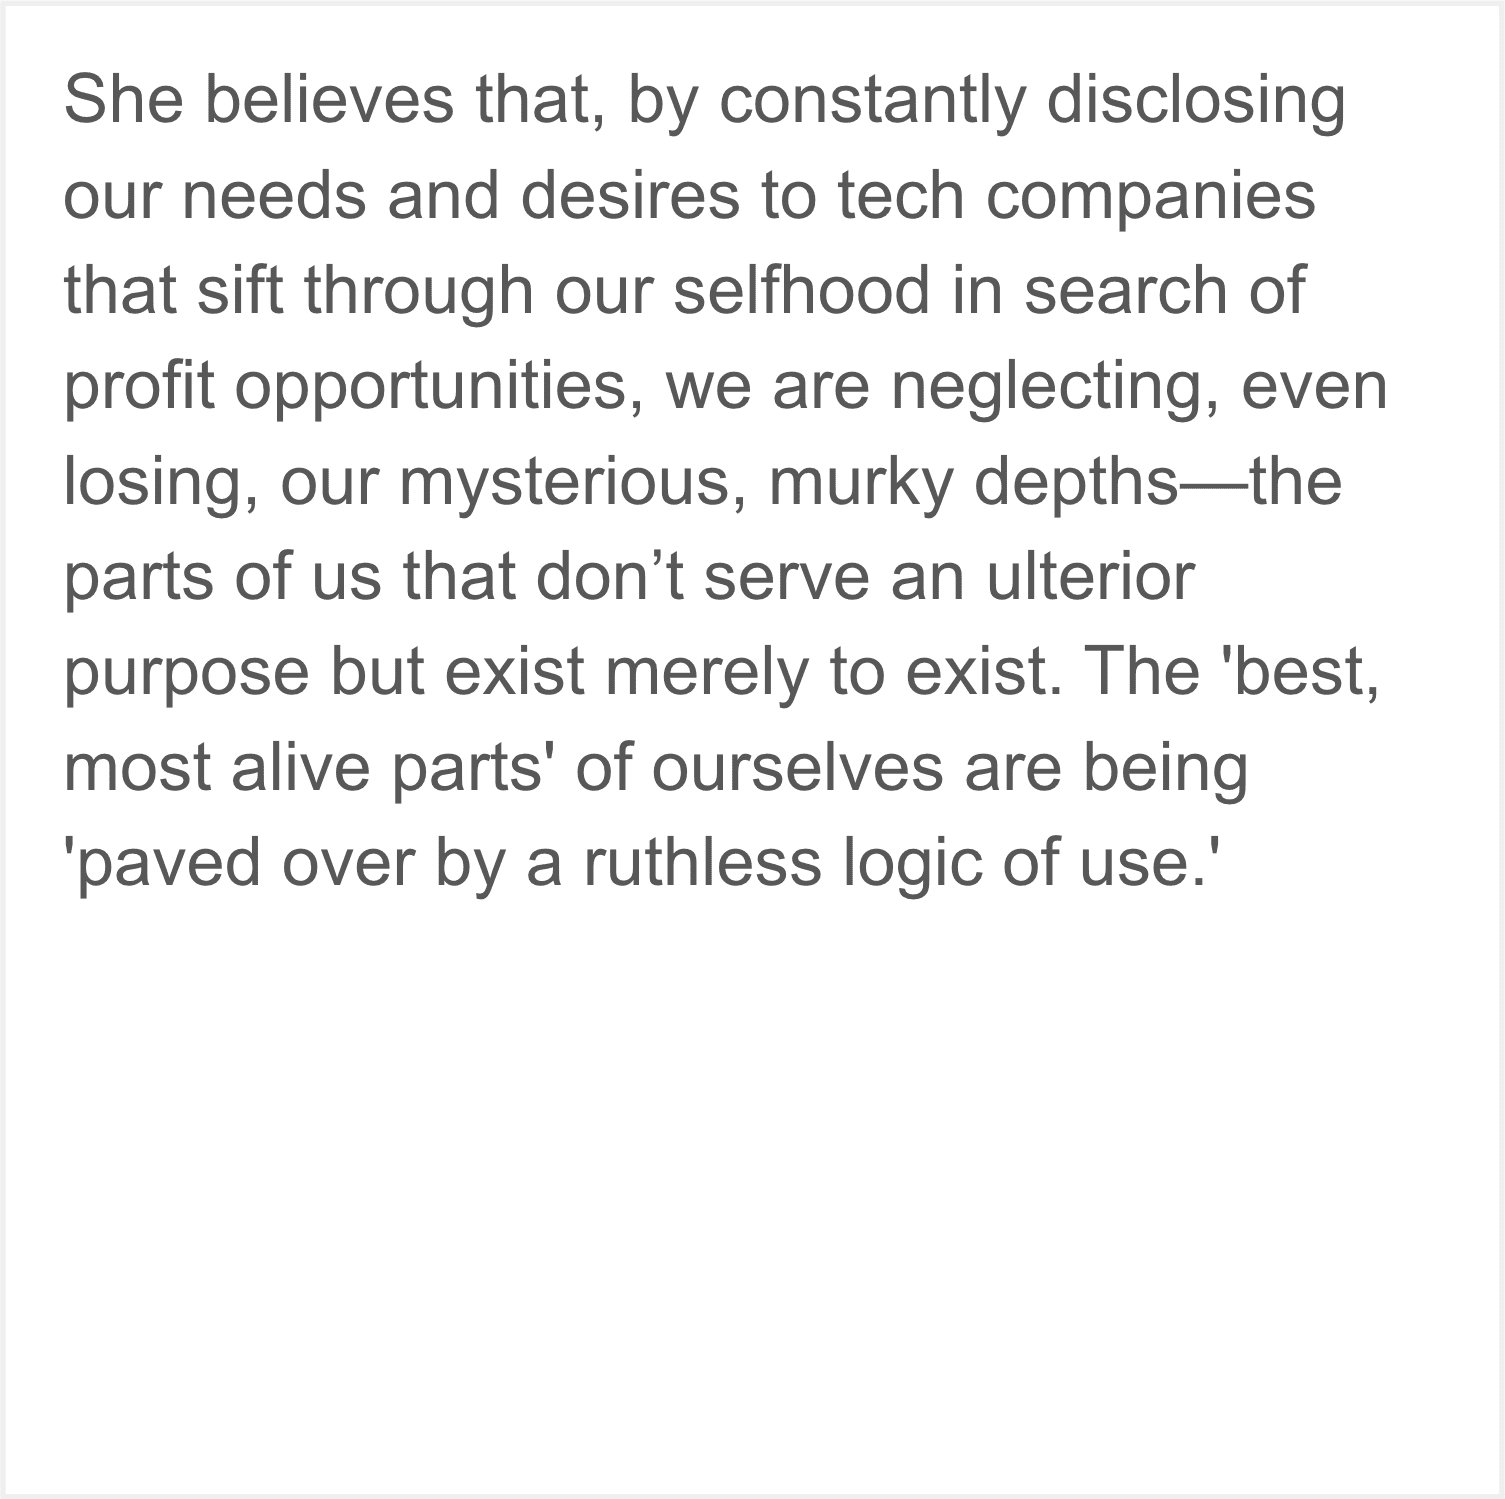 She believes that, by constantly disclosing
our needs and desires to tech companies
that sift through our selfhood in search of
profit opportunities, we are neglecting, even
losing, our mysterious, murky depths—the
parts of us that don’t serve an ulterior
purpose but exist merely to exist. The 'best,
most alive parts' of ourselves are being
'paved over by a ruthless logic of use.'